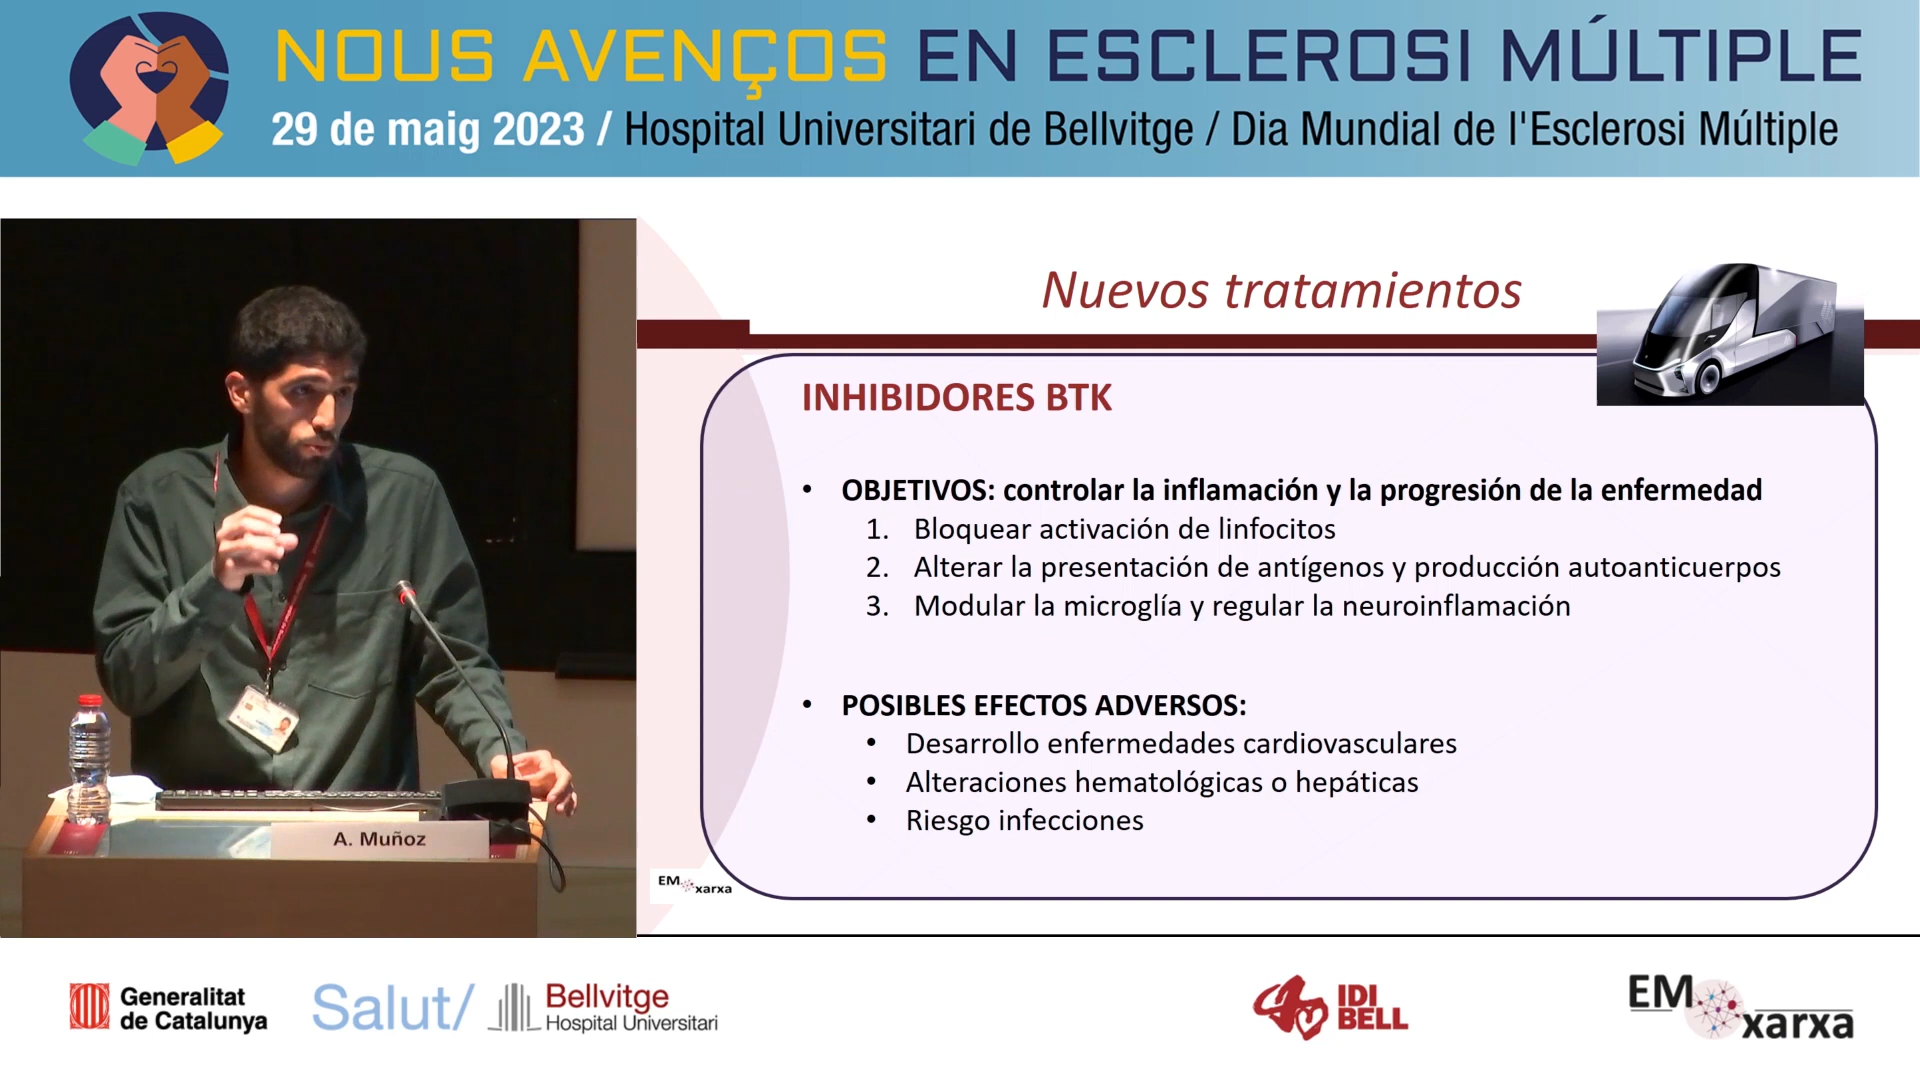 NOUS AVENÇOS EN ESCLEROSI MÚLTIPLE
29 de maig 2023 / Hospital Universitari de Bellvitge / Dia Mundial de l'Esclerosi Múltiple
Nuevos tratamientos
INHIBIDORES BTK
• OBJETIVOS: controlar la inflamación y la progresión de la enfermedad
1. Bloquear activación de linfocitos
2. Alterar la presentación de antígenos y producción autoanticuerpos
3. Modular la microglía y regular la neuroinflamación
• POSIBLES EFECTOS ADVERSOS:
• Desarrollo enfermedades cardiovasculares
• Alteraciones hematológicas o hepáticas
• Riesgo infecciones
A. Muñoz
EM xarxa
Generalitat
de Catalunya
Salut/
Bellvitge
Hospital Universitari
IDI
BELL
EM
xarxa